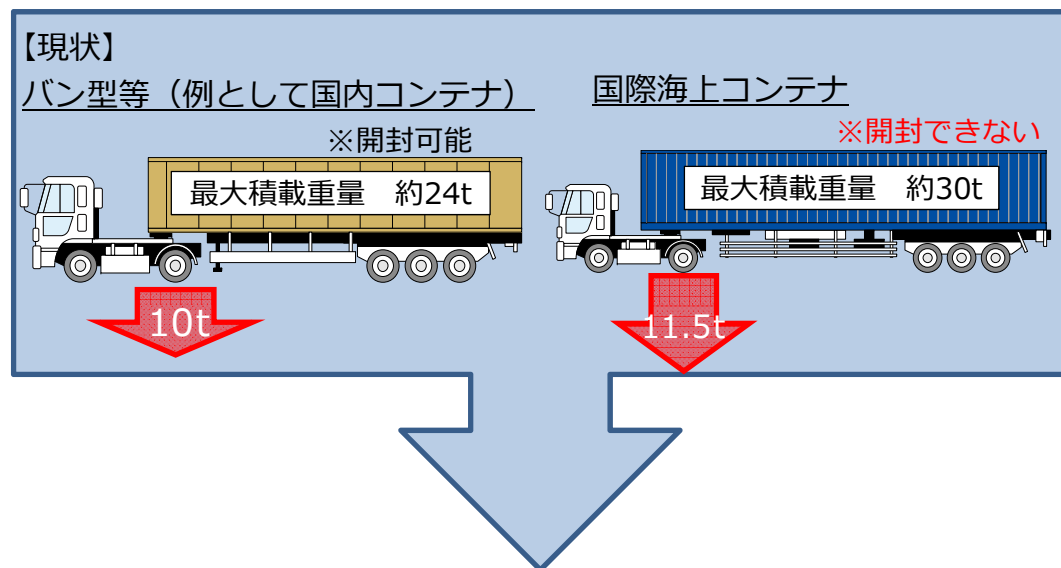 【現状】
バン型等（例として国内コンテナ）
※開封可能
最大積載重量　約24t
10t
国際海上コンテナ
※開封できない
最大積載重量　約30t
11.5t